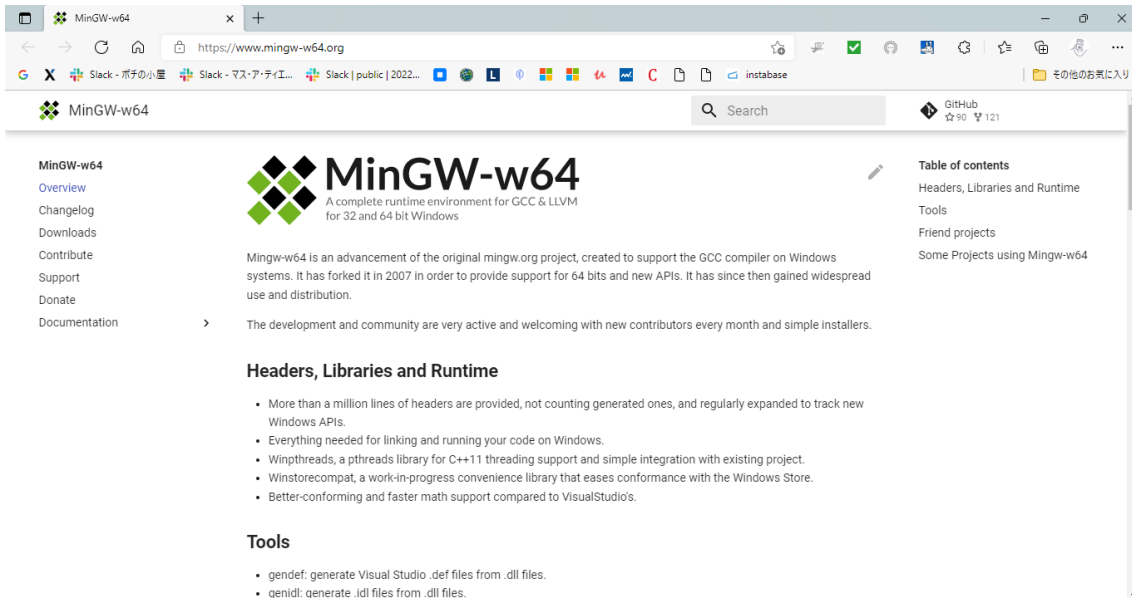 MinGW-w64
https://www.mingw-w64.org
Slack - ポチの小屋
Slack - マス・ア・ティエ...
Slack | public | 2022...
instabase
その他のお気に入り
MinGW-w64
Search
GitHub
90 121
MinGW-w64
Overview
Changelog
Downloads
Contribute
Support
Donate
Documentation
MinGW-w64
A complete runtime environment for GCC & LLVM
for 32 and 64 bit Windows
Mingw-w64 is an advancement of the original mingw.org project, created to support the GCC compiler on Windows
systems. It has forked it in 2007 in order to provide support for 64 bits and new APIs. It has since then gained widespread
use and distribution.
The development and community are very active and welcoming with new contributors every month and simple installers.
Headers, Libraries and Runtime
• More than a million lines of headers are provided, not counting generated ones, and regularly expanded to track new
Windows APIs.
• Everything needed for linking and running your code on Windows.
• Winpthreads, a pthreads library for C++11 threading support and simple integration with existing project.
• Winstorecompat, a work-in-progress convenience library that eases conformance with the Windows Store.
• Better-conforming and faster math support compared to VisualStudio's.
Tools
• gendef: generate Visual Studio .def files from .dll files.
• genidl: generate .idl files from .dll files.
Table of contents
Headers, Libraries and Runtime
Tools
Friend projects
Some Projects using Mingw-w64